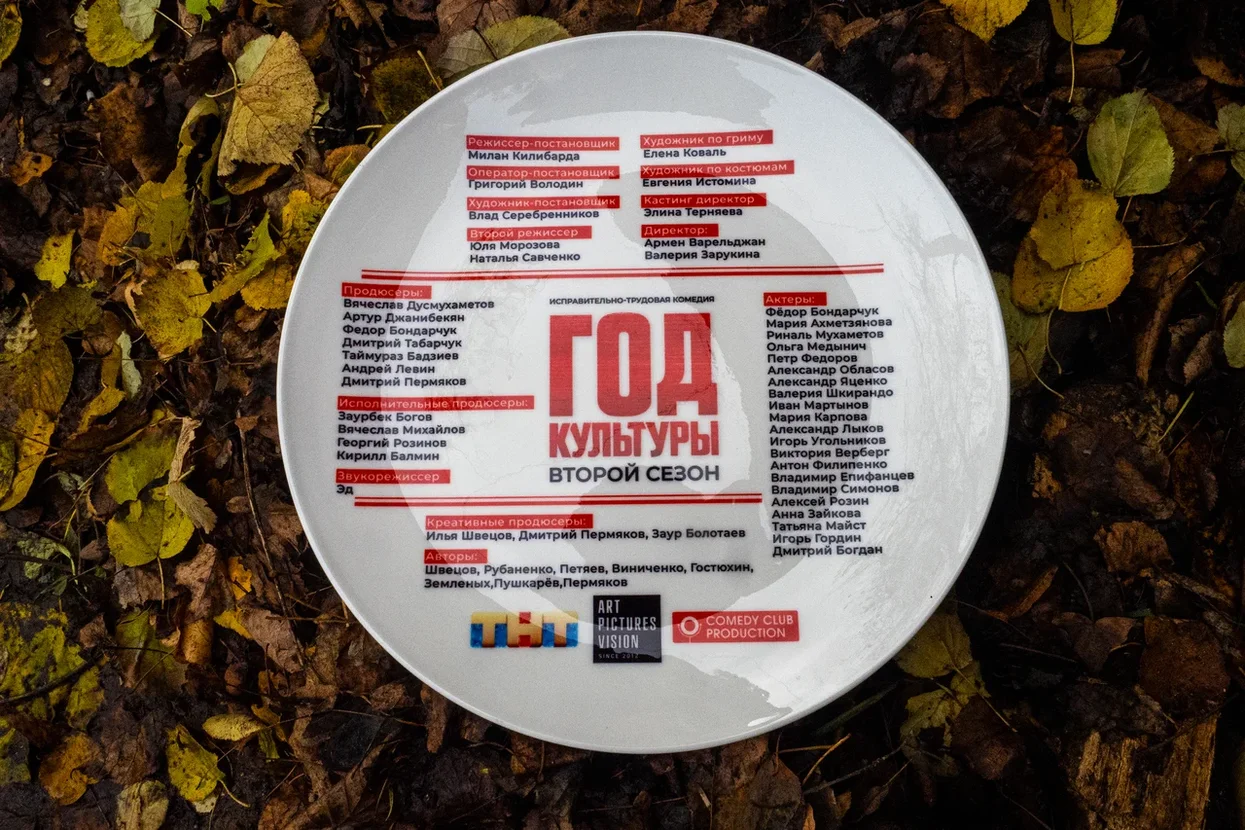 Режиссер-постановщик
Милан Килибарда
Оператор-постановщик
Григорий Володин
Художник-постановщик
Влад Серебренников
Второй режиссер
Юля Морозова
Наталья Савченко
Художник по гриму
Елена Коваль
Художник по костюмам
Евгения Истомина
Кастинг директор
Элина Терняева
Директор:
Армен Варельджан
Валерия Зарукина
Продюсеры:
Вячеслав Дусмухаметов
Артур Джанибекян
Федор Бондарчук
Дмитрий Табарчук
Таймураз Бадзиев
Андрей Левин
Дмитрий Пермяков
Исполнительные продюсеры:
Заурбек Богов
Вячеслав Михайлов
Георгий Розинов
Кирилл Балмин
Звукорежиссер
Эд
ИСПРАВИТЕЛЬНО-ТРУДОВАЯ КОМЕДИЯ
ГОД
КУЛЬТУРЫ
ВТОРОЙ СЕЗОН
Актеры:
Фёдор Бондарчук
Мария Ахметзянова
Риналь Мухаметов
Ольга Медынич
Петр Федоров
Александр Обласов
Александр Яценко
Валерия Шкирандо
Иван Мартынов
Мария Карпова
Александр Лыков
Игорь Угольников
Виктория Верберг
Антон Филипенко
Владимир Епифанцев
Владимир Симонов
Алексей Розин
Анна Зайкова
Татьяна Майст
Игорь Гордин
Дмитрий Богдан
Креативные продюсеры:
Илья Швецов, Дмитрий Пермяков, Заур Болотаев
Авторы:
Швецов, Рубаненко, Петяев, Виниченко, Гостюхин,
Земленых,Пушкарёв,Пермяков
ТНТ
ART
PICTURES
VISION
SINCE 2012
COMEDY CLUB
PRODUCTION